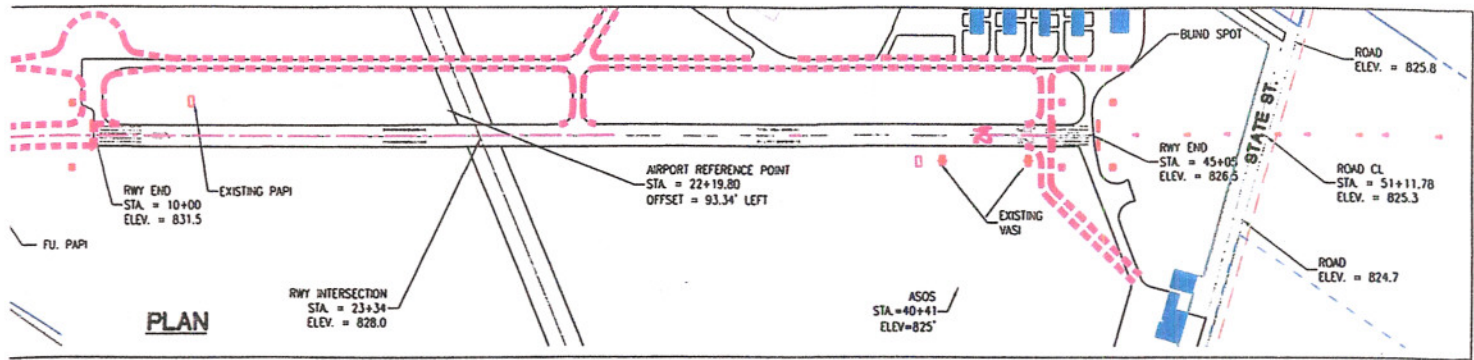 BLIND SPOT
ROAD
ELEV. = 825.8
STATE ST.
RWY END
STA. = 10+00
ELEV. = 831.5
EXISTING PAPI
FU. PAPI
AIRPORT REFERENCE POINT
STA. = 22+19.80
OFFSET = 93.34' LEFT
RWY END
STA. = 45+05
ELEV. = 826.5
ROAD CL
STA. = 51+11.78
ELEV. = 825.3
EXISTING
VASI
ROAD
ELEV. = 824.7
RWY INTERSECTION
STA. = 23+34
ELEV. = 828.0
ASOS
STA.=40+41
ELEV=825'
PLAN